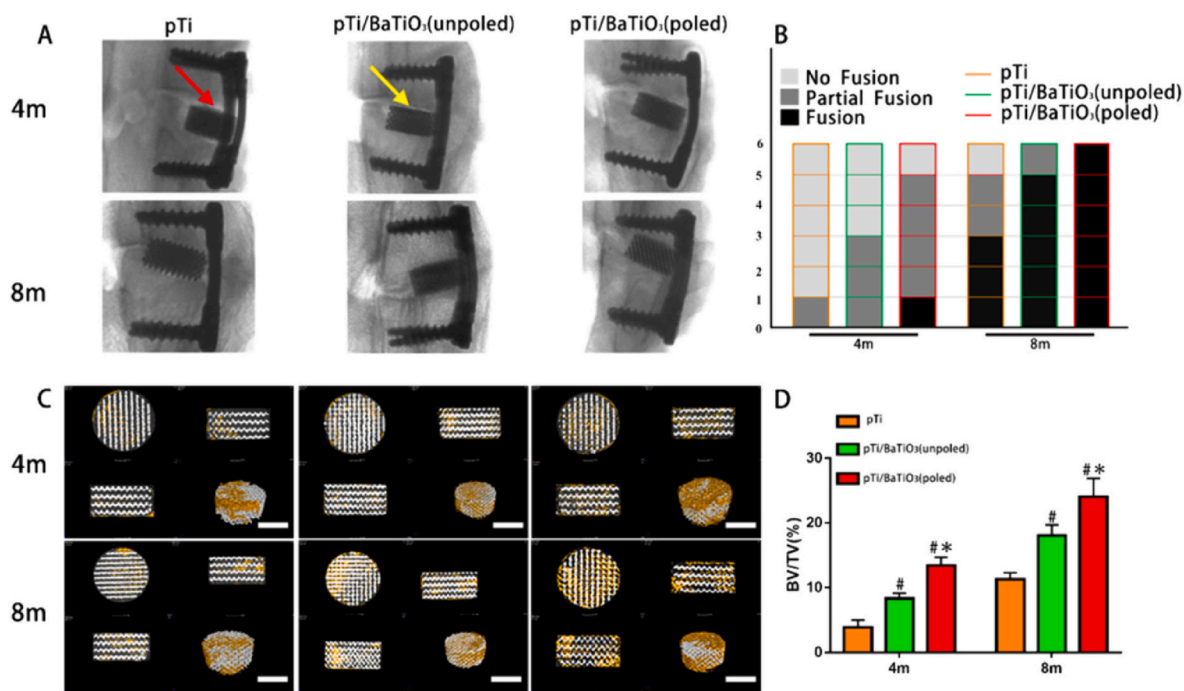 A
pTi
pTi/BaTiO₃(unpoled)
pTi/BaTiO₃(poled)
4m
8m
B
No Fusion
Partial Fusion
Fusion
pTi
pTi/BaTiO₃(unpoled)
pTi/BaTiO₃(poled)
6
5
4
3
2
1
0
4m
8m
C
4m
8m
D
pTi
pTi/BaTiO₃(unpoled)
pTi/BaTiO₃(poled)
BV/TV(%)
30
20
10
0
#
#*
#
#*
4m
8m